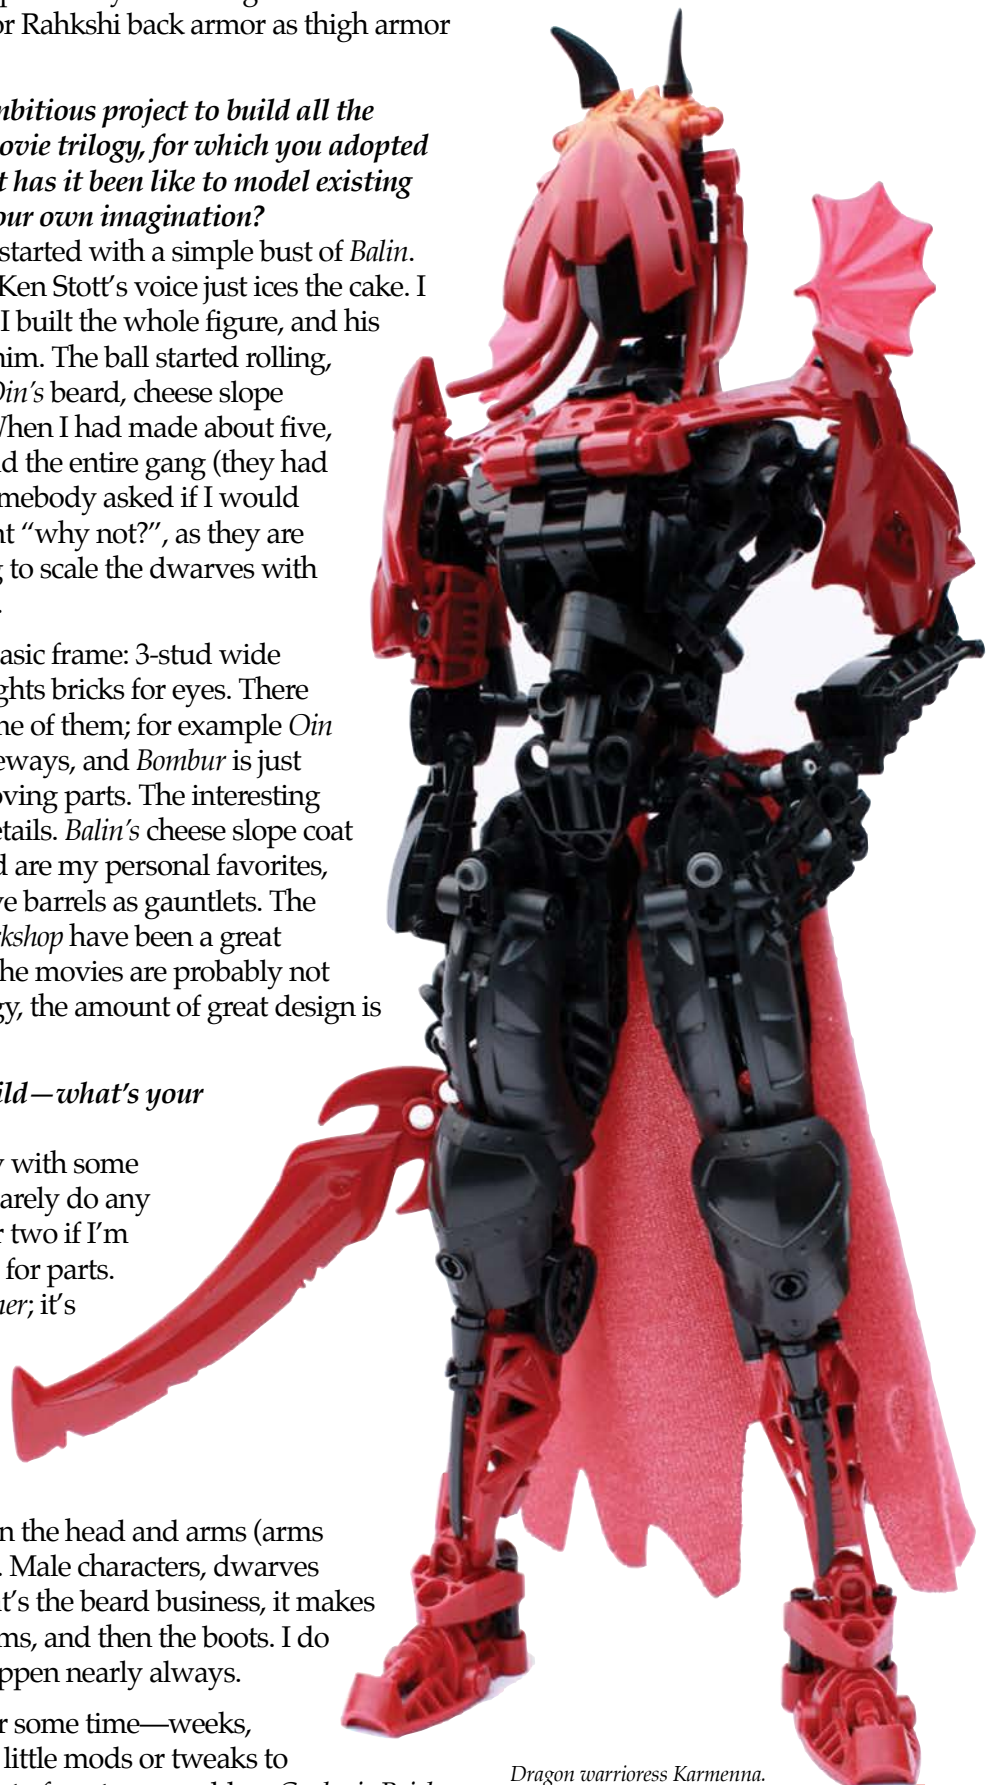 or Rahkshi back armor as thigh armor
mbitious project to build all the
ovie trilogy, for which you adopted
t has it been like to model existing
our own imagination?
started with a simple bust of Balin.
Ken Stott's voice just ices the cake. I
I built the whole figure, and his
him. The ball started rolling,
Oin's beard, cheese slope
When I had made about five,
d the entire gang (they had
omebody asked if I would
nt “why not?”, as they are
g to scale the dwarves with
asic frame: 3-stud wide
ghts bricks for eyes. There
ne of them; for example Oin
eways, and Bombur is just
oving parts. The interesting
etails. Balin's cheese slope coat
d are my personal favorites,
ve barrels as gauntlets. The
rkshop have been a great
he movies are probably not
gy, the amount of great design is
ild—what's your
y with some
arely do any
r two if I'm
for parts.
ner; it's
n the head and arms (arms
. Male characters, dwarves
it's the beard business, it makes
ms, and then the boots. I do
ppen nearly always.
r some time—weeks,
little mods or tweaks to
Dragon warrioress Karmenna.